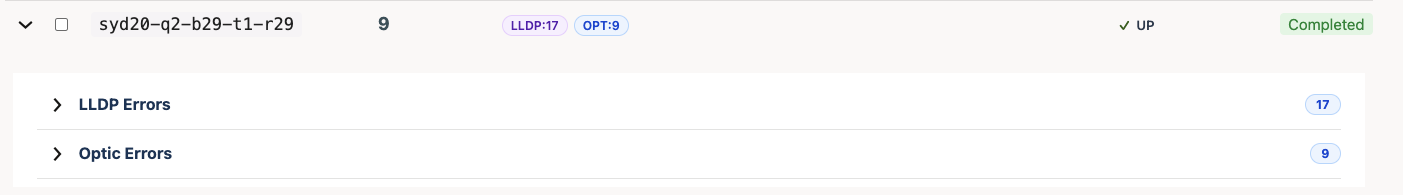 syd20-q2-b29-t1-r29 9 LLDP:17 OPT:9 UP Completed
LLDP Errors 17
Optic Errors 9